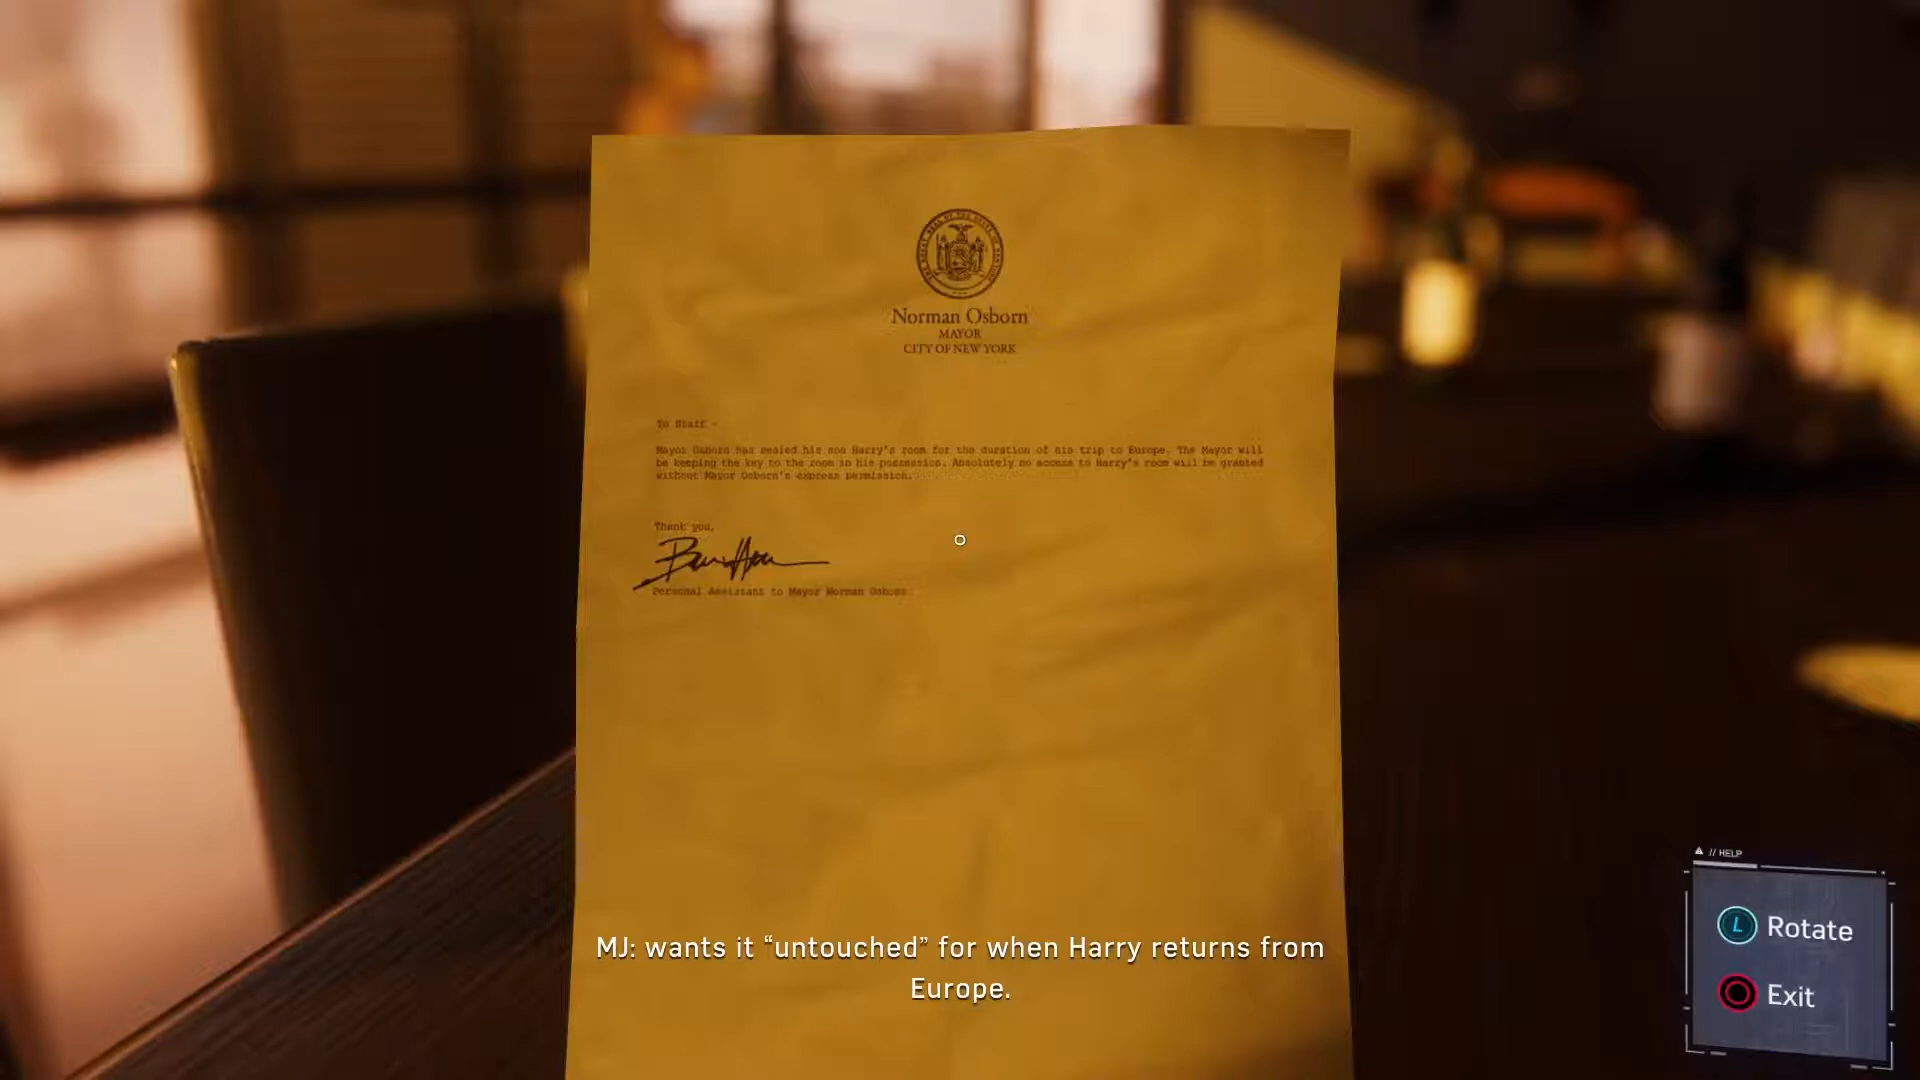 Norman Osborn
MAYOR
CITY OF NEW YORK
To Staff -
Mayor Osborn has sealed his son Harry's room for the duration of his trip to Europe. The Mayor will
be keeping the key to the room in his possession. Absolutely no access to Harry's room will be granted
without Mayor Osborn's express permission.
Thank you,
Personal Assistant to Mayor Norman Osborn
MJ: wants it “untouched” for when Harry returns from
Europe.
// HELP
L Rotate
Exit